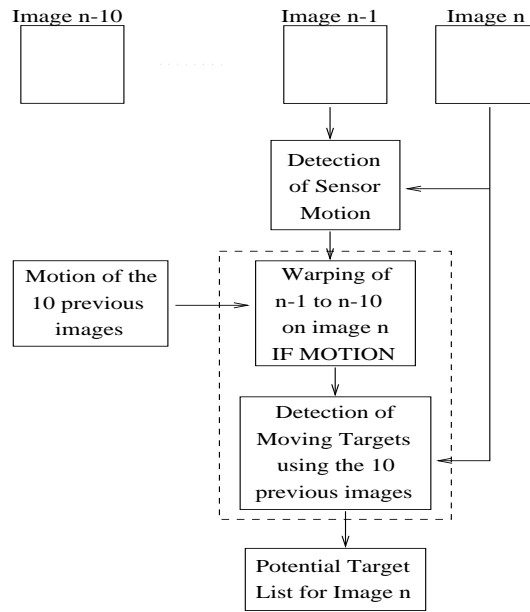 Image n-10
Image n-1
Image n
Detection
of Sensor
Motion
Motion of the
10 previous
images
Warping of
n-1 to n-10
on image n
IF MOTION
Detection of
Moving Targets
using the 10
previous images
Potential Target
List for Image n